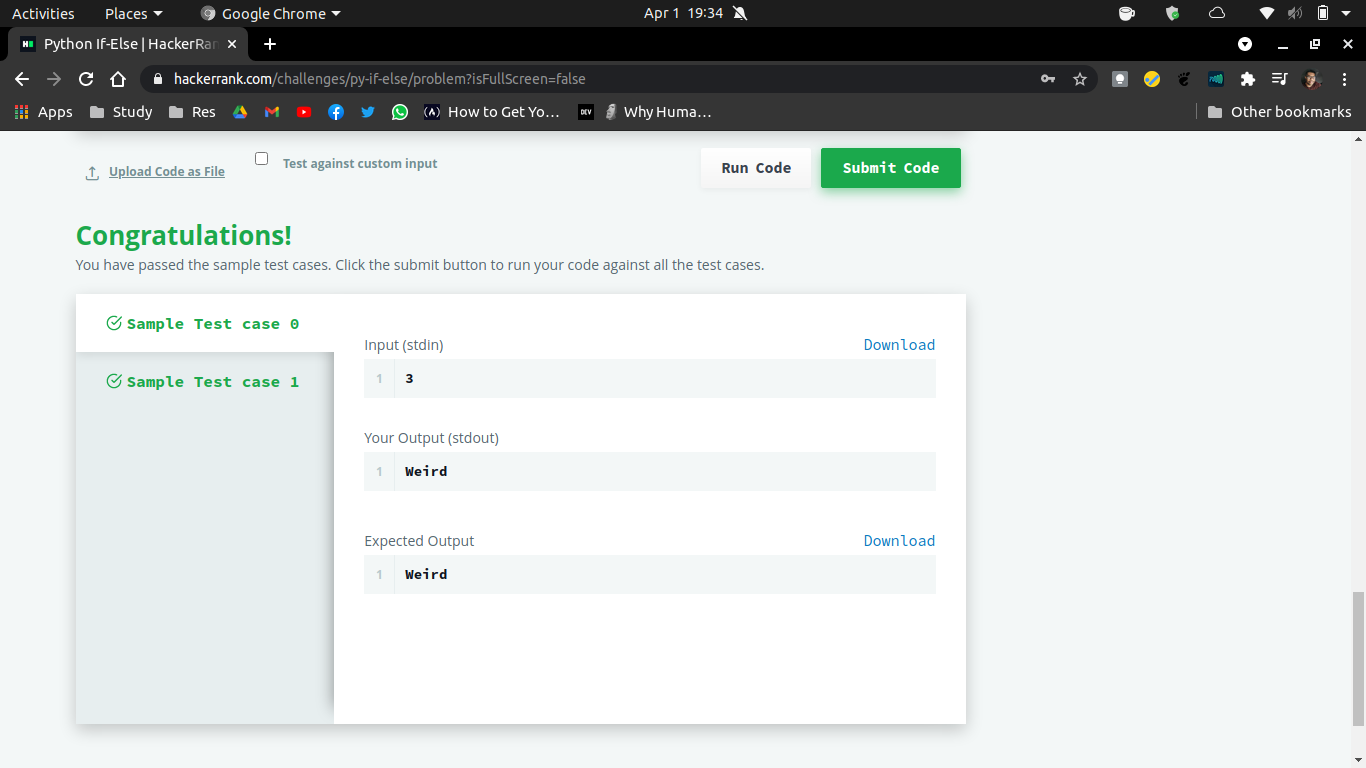 Activities Places Google Chrome Apr 1 19:34
Python If-Else | HackerRan
hackerrank.com/challenges/py-if-else/problem?isFullScreen=false
Apps Study Res How to Get Yo... DEV Why Huma... Other bookmarks
Upload Code as File Test against custom input Run Code Submit Code
Congratulations!
You have passed the sample test cases. Click the submit button to run your code against all the test cases.
Sample Test case 0
Sample Test case 1
Input (stdin) Download
1 3
Your Output (stdout)
1 Weird
Expected Output Download
1 Weird